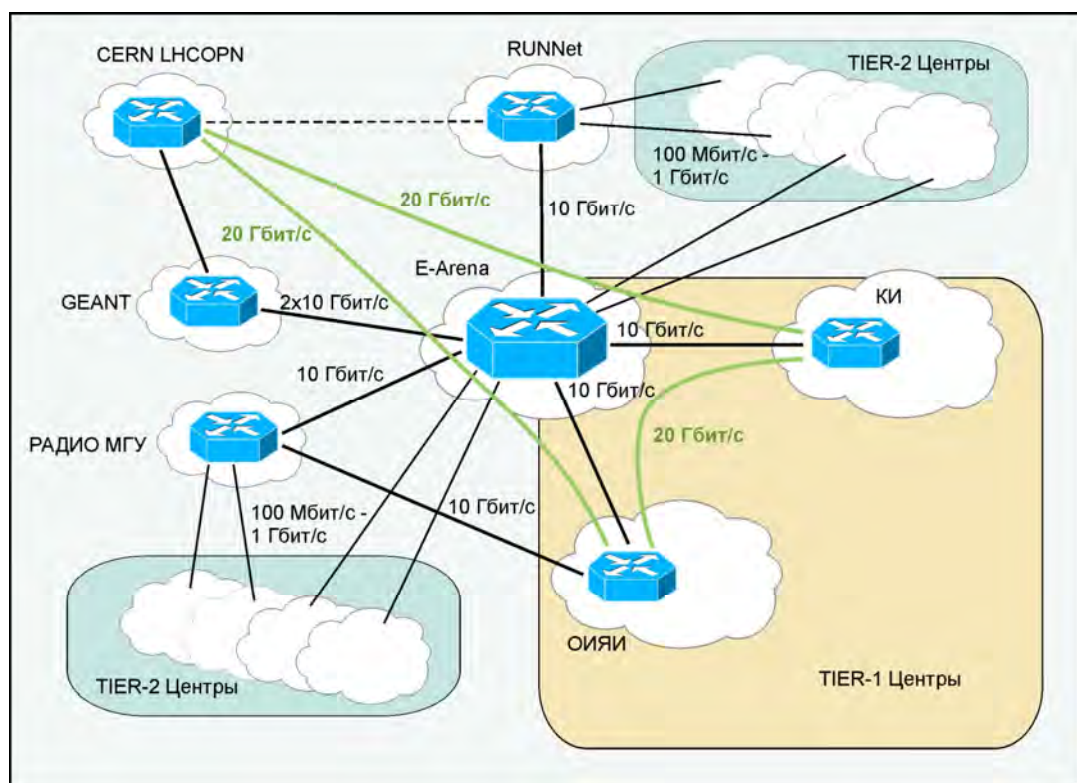 CERN LHCOPN
RUNNet
TIER-2 Центры
100 Мбит/с -
1 Гбит/с
20 Гбит/с
10 Гбит/с
20 Гбит/с
E-Arena
КИ
GEANT
2x10 Гбит/с
10 Гбит/с
10 Гбит/с
10 Гбит/с
20 Гбит/с
РАДИО МГУ
100 Мбит/с -
1 Гбит/с
10 Гбит/с
ОИЯИ
TIER-2 Центры
TIER-1 Центры